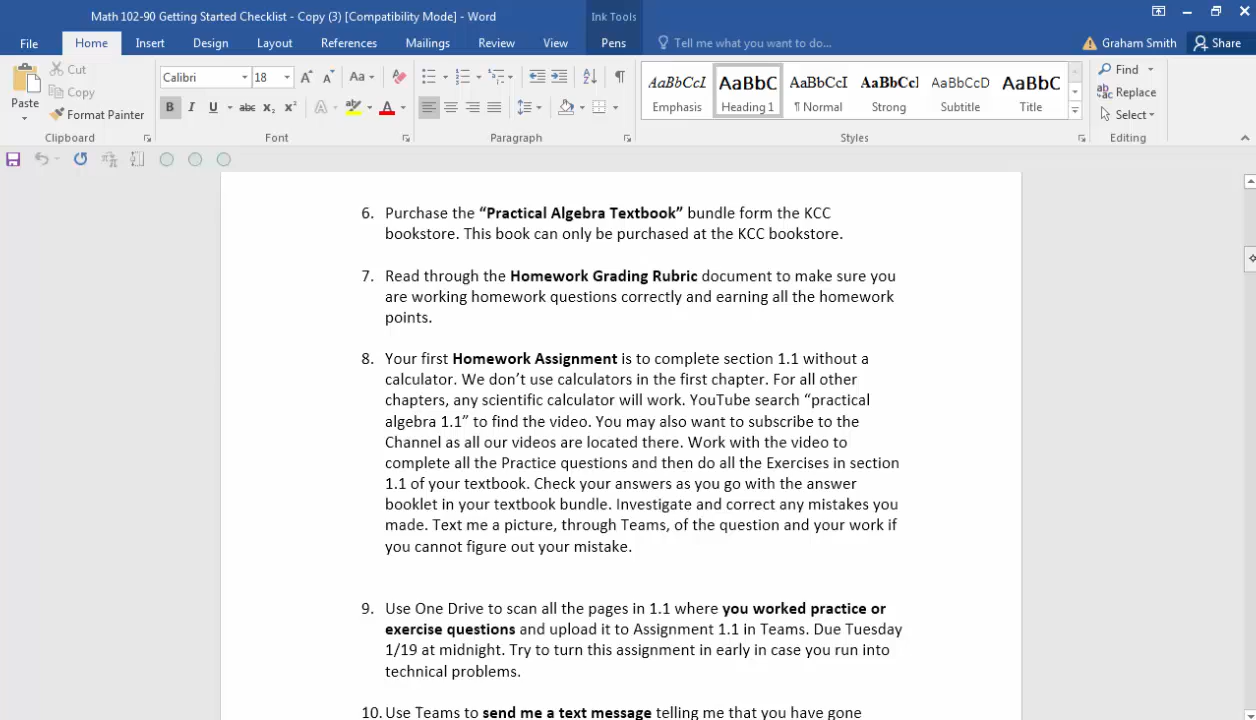 Math 102-90 Getting Started Checklist - Copy (3) [Compatibility Mode] - Word
Ink Tools
File Home Insert Design Layout References Mailings Review View Pens Tell me what you want to do... Graham Smith Share
Paste
Cut
Copy
Format Painter
Clipboard
Calibri 18
Font
Paragraph
AaBbCcI AaBbC AaBbCcI AaBbCcI AaBbCcD AaBbC
Emphasis Heading 1 ¶ Normal Strong Subtitle Title
Styles
Find
Replace
Select
Editing
6. Purchase the “Practical Algebra Textbook” bundle form the KCC
bookstore. This book can only be purchased at the KCC bookstore.
7. Read through the Homework Grading Rubric document to make sure you
are working homework questions correctly and earning all the homework
points.
8. Your first Homework Assignment is to complete section 1.1 without a
calculator. We don’t use calculators in the first chapter. For all other
chapters, any scientific calculator will work. YouTube search “practical
algebra 1.1” to find the video. You may also want to subscribe to the
Channel as all our videos are located there. Work with the video to
complete all the Practice questions and then do all the Exercises in section
1.1 of your textbook. Check your answers as you go with the answer
booklet in your textbook bundle. Investigate and correct any mistakes you
made. Text me a picture, through Teams, of the question and your work if
you cannot figure out your mistake.
9. Use One Drive to scan all the pages in 1.1 where you worked practice or
exercise questions and upload it to Assignment 1.1 in Teams. Due Tuesday
1/19 at midnight. Try to turn this assignment in early in case you run into
technical problems.
10. Use Teams to send me a text message telling me that you have gone